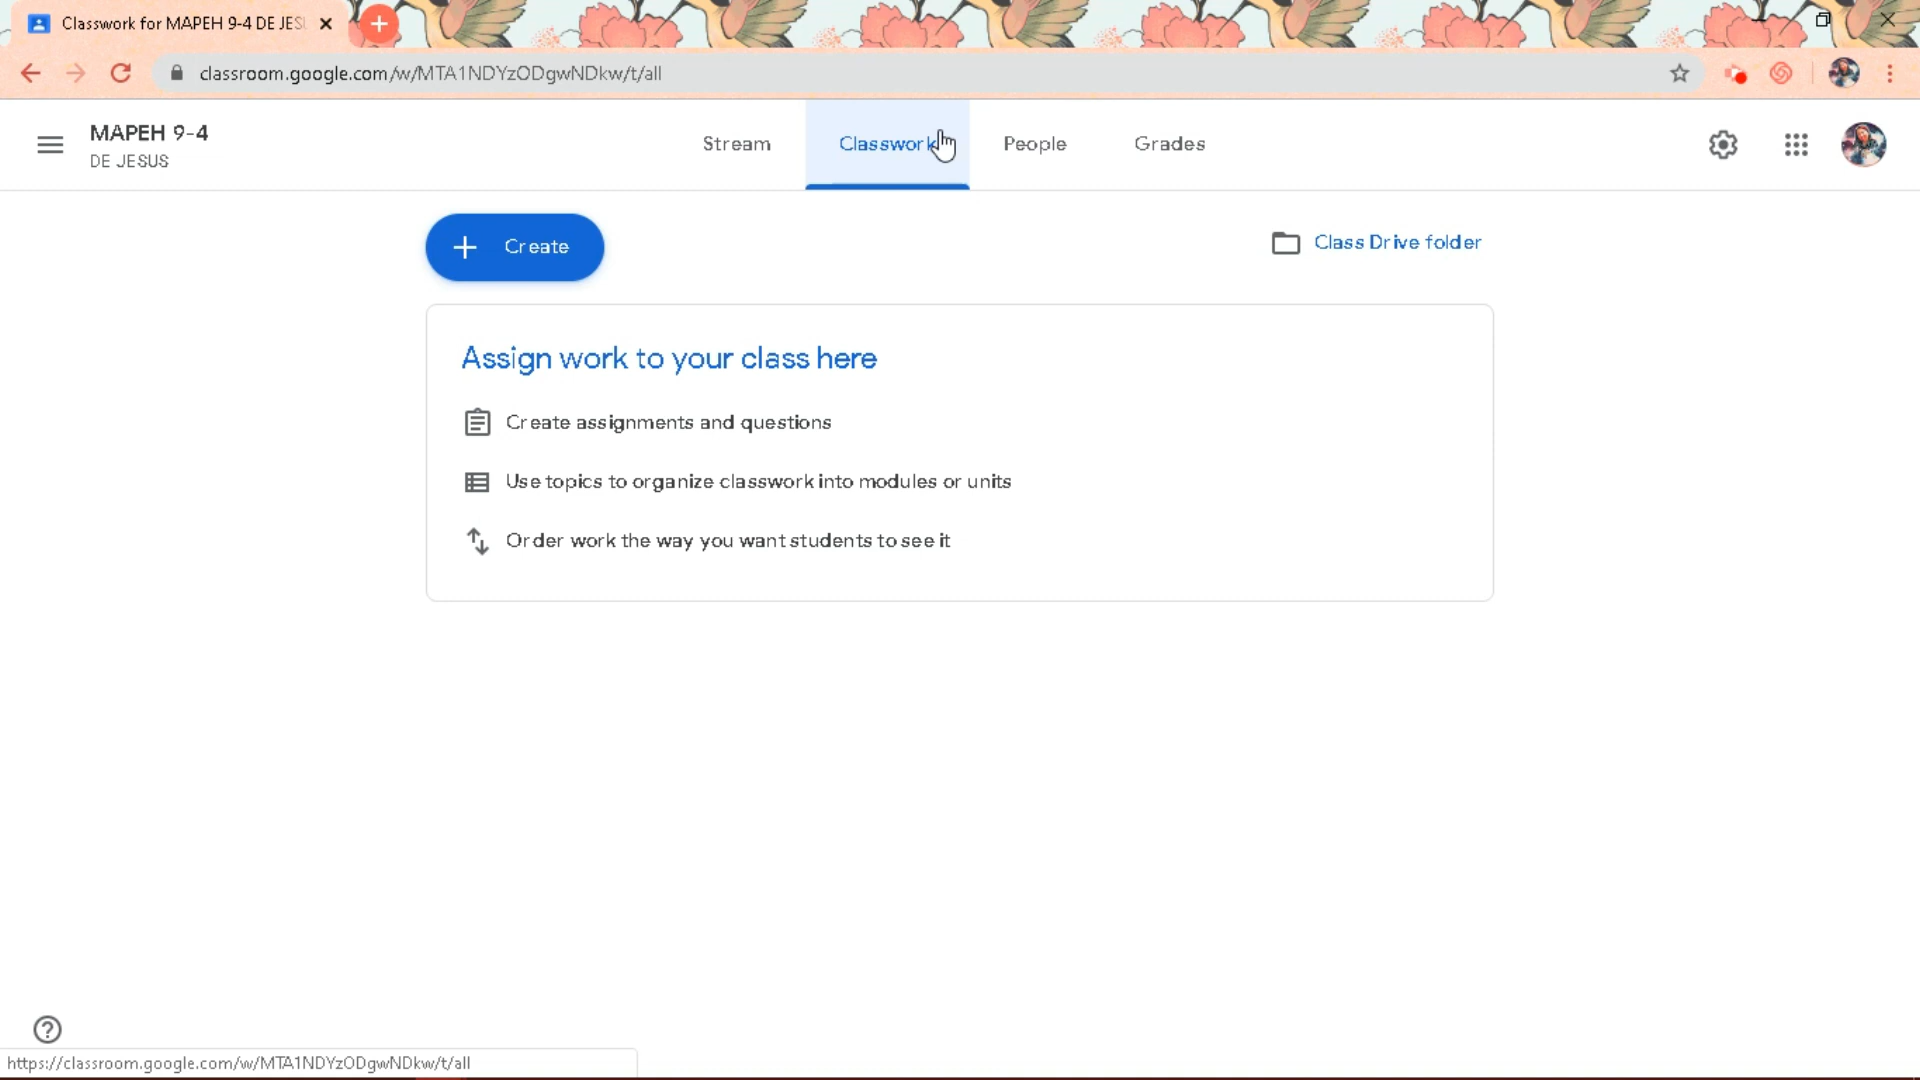 Classwork for MAPEH 9-4 DE JES
classroom.google.com/w/MTA1NDYzODgwNDkw/t/all
MAPEH 9-4
DE JESUS
Stream
Classwork
People
Grades
Create
Class Drive folder
Assign work to your class here
Create assignments and questions
Use topics to organize classwork into modules or units
Order work the way you want students to see it
https://classroom.google.com/w/MTA1NDYzODgwNDkw/t/all